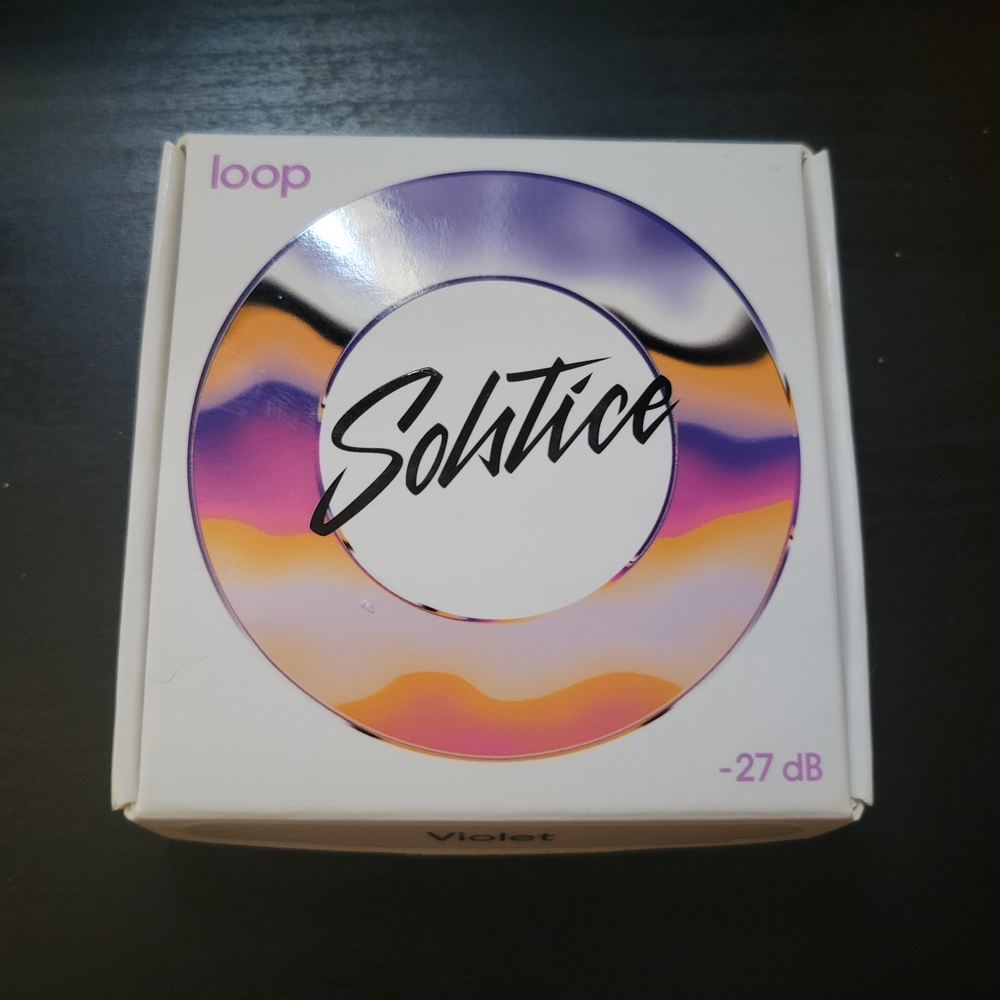 loop
Solstice
-27 dB
Violet